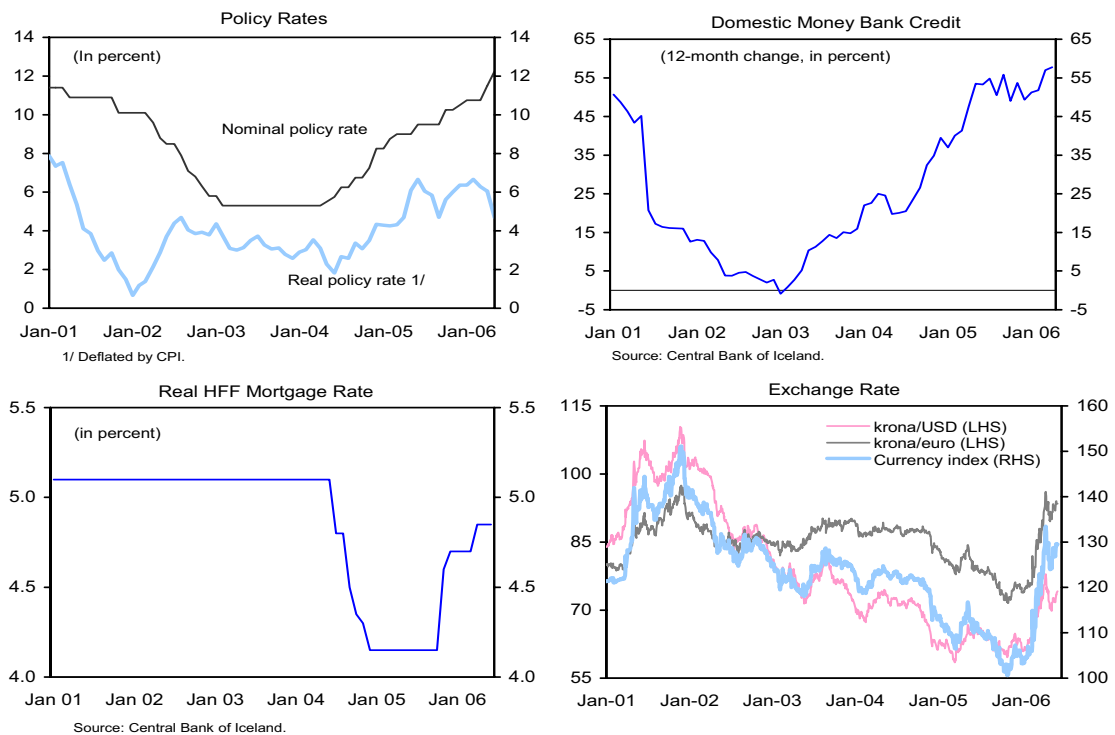 Policy Rates
14
12
10
8
6
4
2
0
(In percent)
Nominal policy rate
Real policy rate 1/
14
12
10
8
6
4
2
0
Jan-01 Jan-02 Jan-03 Jan-04 Jan-05 Jan-06
1/ Deflated by CPI.
Domestic Money Bank Credit
65
55
45
35
25
15
5
-5
(12-month change, in percent)
65
55
45
35
25
15
5
-5
Jan 01 Jan 02 Jan 03 Jan 04 Jan 05 Jan 06
Source: Central Bank of Iceland.
Real HFF Mortgage Rate
5.5
5.0
4.5
4.0
(in percent)
5.5
5.0
4.5
4.0
Jan 01 Jan 02 Jan 03 Jan 04 Jan 05 Jan 06
Source: Central Bank of Iceland.
Exchange Rate
115
100
85
70
55
krona/USD (LHS)
krona/euro (LHS)
Currency index (RHS)
160
150
140
130
120
110
100
Jan-01 Jan-02 Jan-03 Jan-04 Jan-05 Jan-06